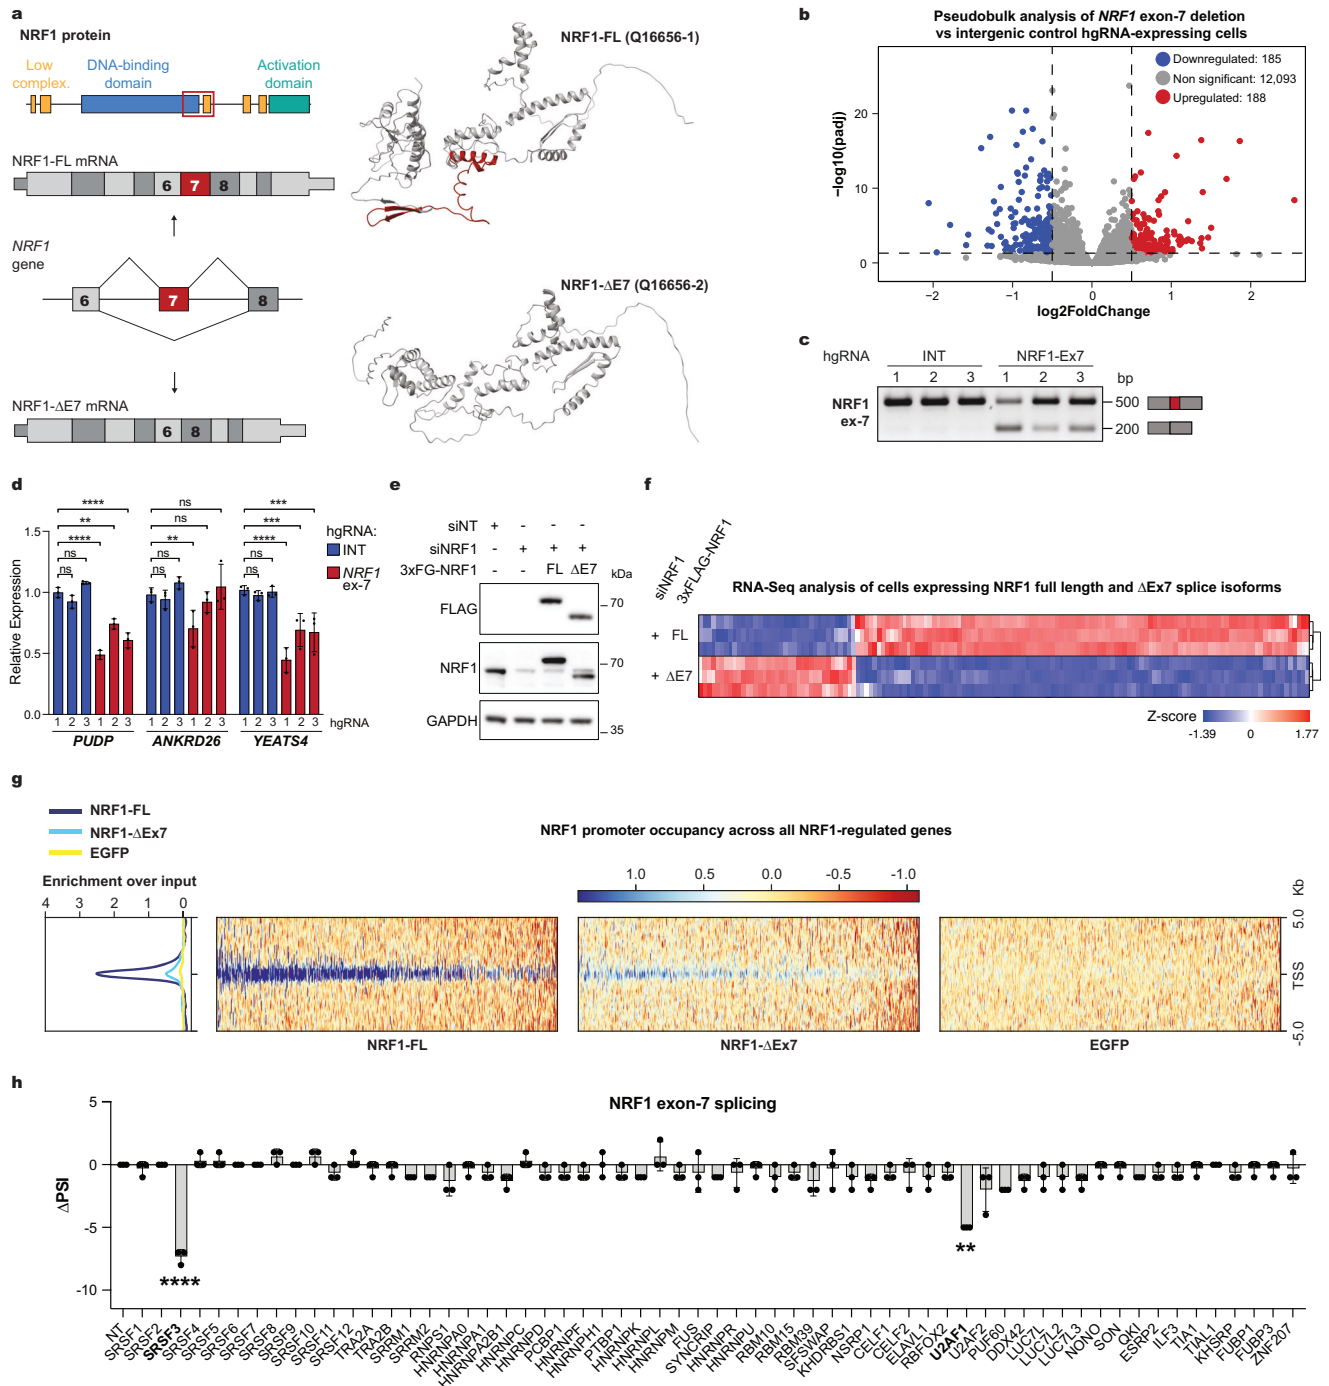 a
NRF1 protein
Low
complex.
DNA-binding
domain
Activation
domain
NRF1-FL mRNA
6 7 8
NRF1
gene
6 7 8
NRF1-ΔE7 mRNA
6 8
NRF1-FL (Q16656-1)
NRF1-ΔE7 (Q16656-2)
b
Pseudobulk analysis of NRF1 exon-7 deletion
vs intergenic control hgRNA-expressing cells
Downregulated: 185
Non significant: 12,093
Upregulated: 188
−log10(padj)
20
10
0
−2 −1 0 1 2
log2FoldChange
c
hgRNA INT NRF1-Ex7
1 2 3 1 2 3 bp
NRF1
ex-7
500
200
d
Relative Expression
1.5
1.0
0.5
0.0
**** ns ***
** ns ***
**** ** ****
ns ns ns
ns ns ns
hgRNA:
INT
NRF1
ex-7
1 2 3 1 2 3 1 2 3 1 2 3 1 2 3 1 2 3 hgRNA
PUDP ANKRD26 YEATS4
e
siNT + - - -
siNRF1 - + + +
3xFG-NRF1 - - FL ΔE7
kDa
FLAG
70
NRF1
70
GAPDH
35
f
siNRF1
3xFLAG-NRF1
RNA-Seq analysis of cells expressing NRF1 full length and ΔEx7 splice isoforms
+ FL
+ ΔE7
Z-score
-1.39 0 1.77
g
NRF1-FL
NRF1-ΔEx7
EGFP
NRF1 promoter occupancy across all NRF1-regulated genes
Enrichment over input
4 3 2 1 0
1.0 0.5 0.0 -0.5 -1.0
Kb
5.0
TSS
-5.0
NRF1-FL
NRF1-ΔEx7
EGFP
h
NRF1 exon-7 splicing
ΔPSI
5
0
-5
-10
****
**
NT
SRSF1
SRSF2
SRSF3
SRSF4
SRSF5
SRSF6
SRSF7
SRSF8
SRSF9
SRSF10
SRSF11
SRSF12
TRA2A
TRA2B
SRRM1
SRRM2
RNPS1
HNRNPA0
HNRNPA1
HNRNPA2B1
HNRNPC
HNRNPD
PCBP1
HNRNPF
HNRNPH1
PTBP1
HNRNPK
HNRNPL
HNRNPM
FUS
SYNCRIP
HNRNPR
HNRNPU
RBM10
RBM15
RBM39
SFSWAP
KHDRBS1
NSRP1
CELF1
CELF2
ELAVL1
RBFOX2
U2AF1
U2AF2
PUF60
DDX42
LUC7L
LUC7L2
LUC7L3
NONO
SON
QKI
ESRP2
ILF3
TIA1
TIAL1
KHSRP
FUBP1
FUBP3
ZNF207